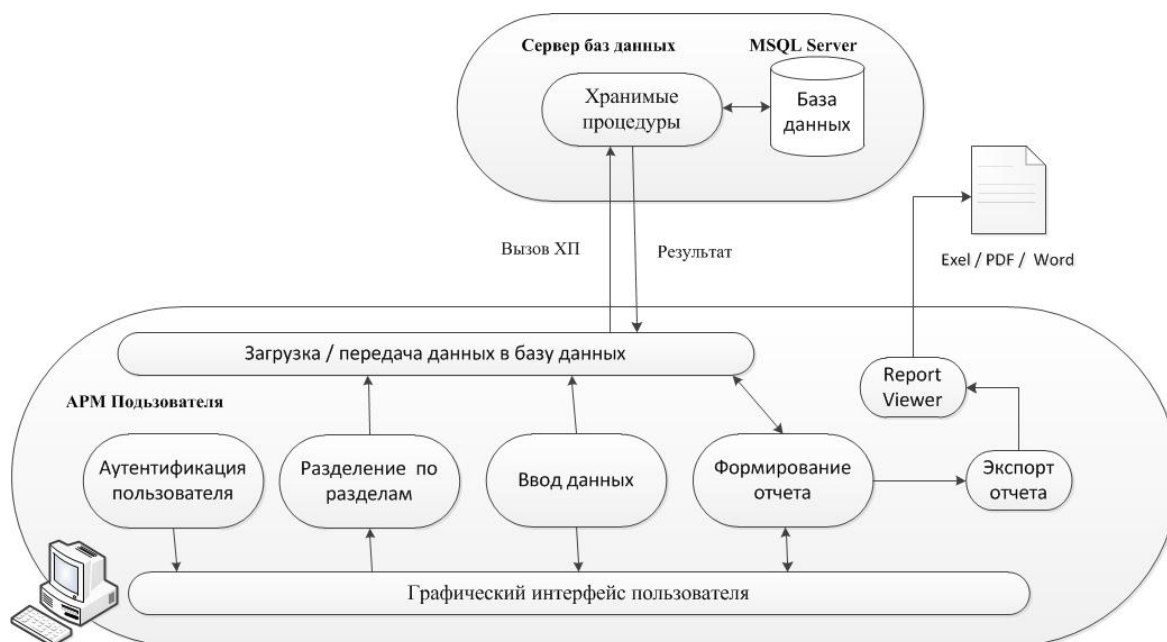 Сервер баз данных
MSQL Server
Хранимые
процедуры
База
данных
Вызов ХП
Результат
Exel / PDF / Word
Загрузка / передача данных в базу данных
Report
Viewer
АРМ Подьзователя
Аутентификация
пользователя
Разделение по
разделам
Ввод данных
Формирование
отчета
Экспорт
отчета
Графический интерфейс пользователя